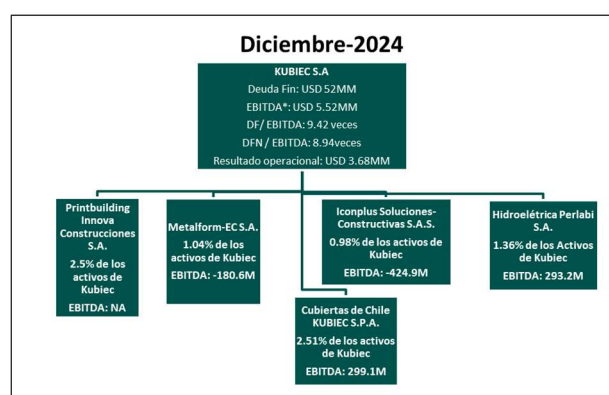 Diciembre-2024
KUBIEC S.A
Deuda Fin: USD 52MM
EBITDA*: USD 5.52MM
DF/ EBITDA: 9.42 veces
DFN / EBITDA: 8.94veces
Resultado operacional: USD 3.68MM
Printbuilding
Innova
Construcciones
S.A.
2.5% de los
activos de
Kubiec
EBITDA: NA
Metalform-EC S.A.
1.04% de los
activos de Kubiec
EBITDA: -180.6M
Iconplus Soluciones-
Constructivas S.A.S.
0.98% de los activos
de Kubiec
EBITDA: -424.9M
Hidroelétrica Perlabi
S.A.
1.36% de los Activos
de Kubiec
EBITDA: 293.2M
Cubiertas de Chile
KUBIEC S.P.A.
2.51% de los activos
de Kubiec
EBITDA: 299.1M